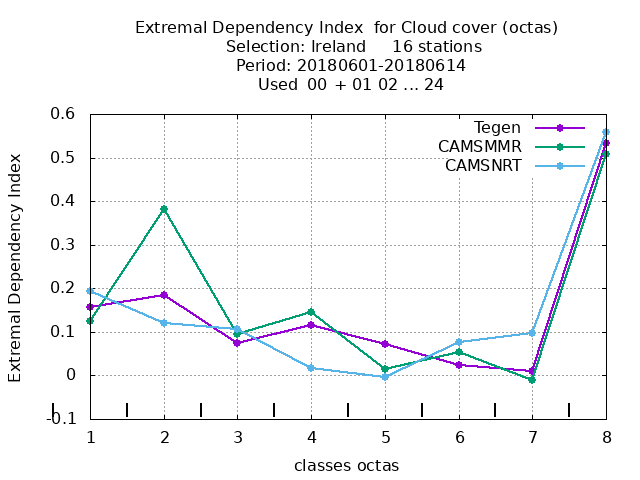 Extremal Dependency Index  for Cloud cover (octas)
Selection: Ireland     16 stations
Period: 20180601-20180614
Used  00  + 01 02 ... 24
Tegen
CAMSMMR
CAMSNRT
Extremal Dependency Index
0.6
0.5
0.4
0.3
0.2
0.1
0
-0.1
1 2 3 4 5 6 7 8
classes octas